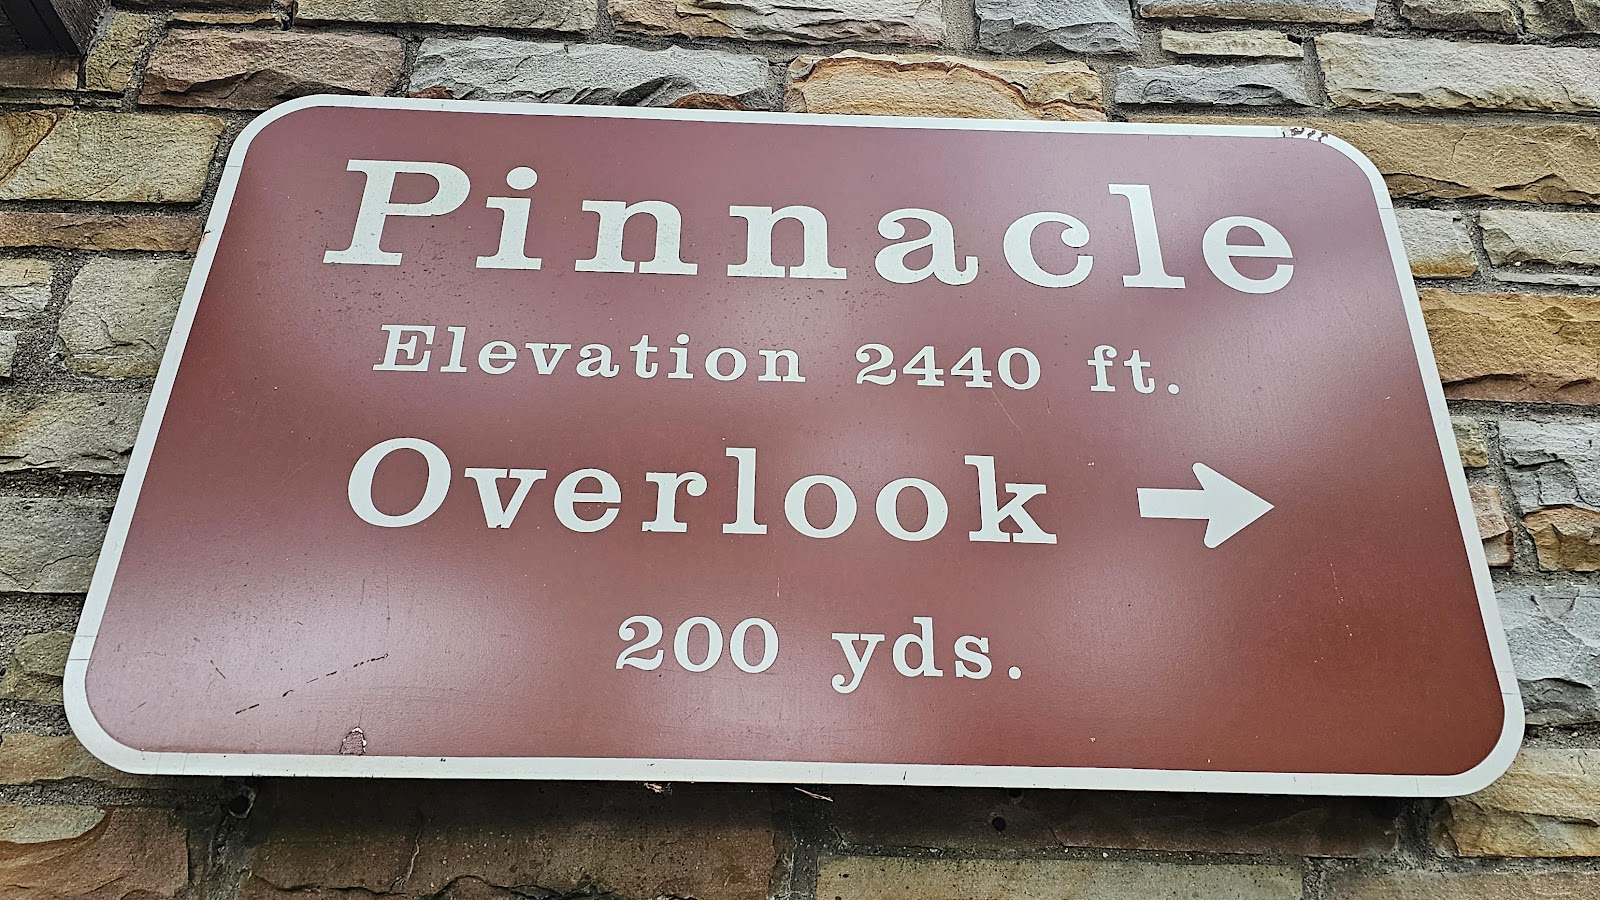 Pinnacle
Elevation 2440 ft.
Overlook →
200 yds.